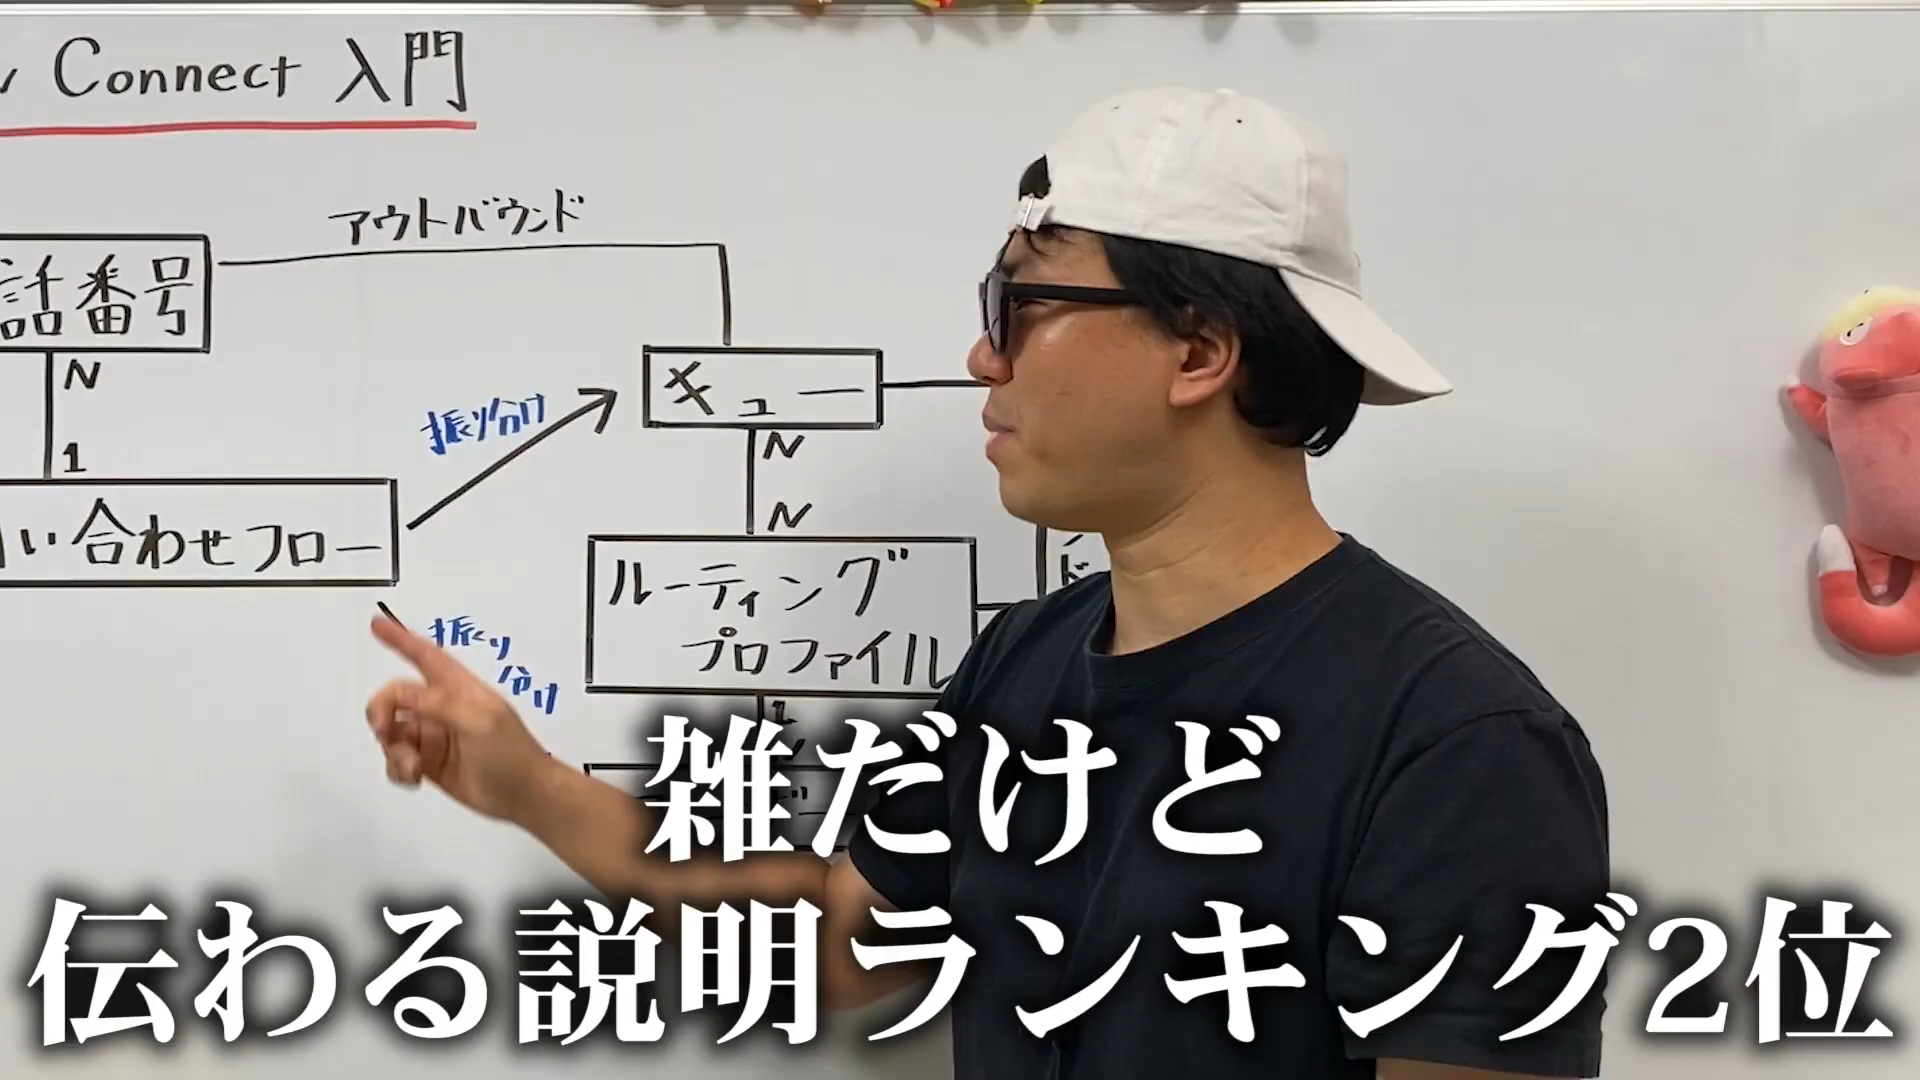 Connect 入門
アウトバウンド
話番号
N
振り分け
キュー
1
N
い合わせフロー
N
ルーティング
プロファイル
振り
分け
1
雑だけど
伝わる説明ランキング2位